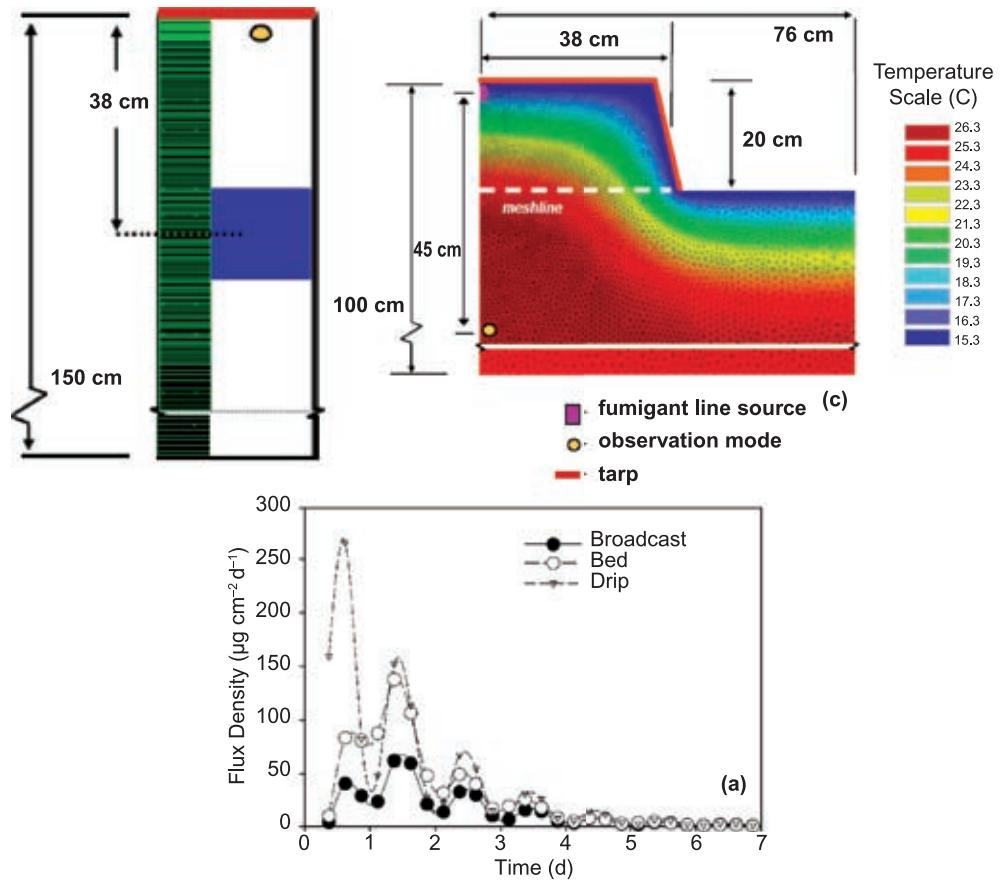 38 cm
150 cm
38 cm
76 cm
20 cm
meshline
45 cm
100 cm
Temperature
Scale (C)
26.3
25.3
24.3
23.3
22.3
21.3
20.3
19.3
18.3
17.3
16.3
15.3
(c)
fumigant line source
observation mode
tarp
300
250
200
150
100
50
0
Flux Density (µg cm⁻² d⁻¹)
Broadcast
Bed
Drip
(a)
0 1 2 3 4 5 6 7
Time (d)